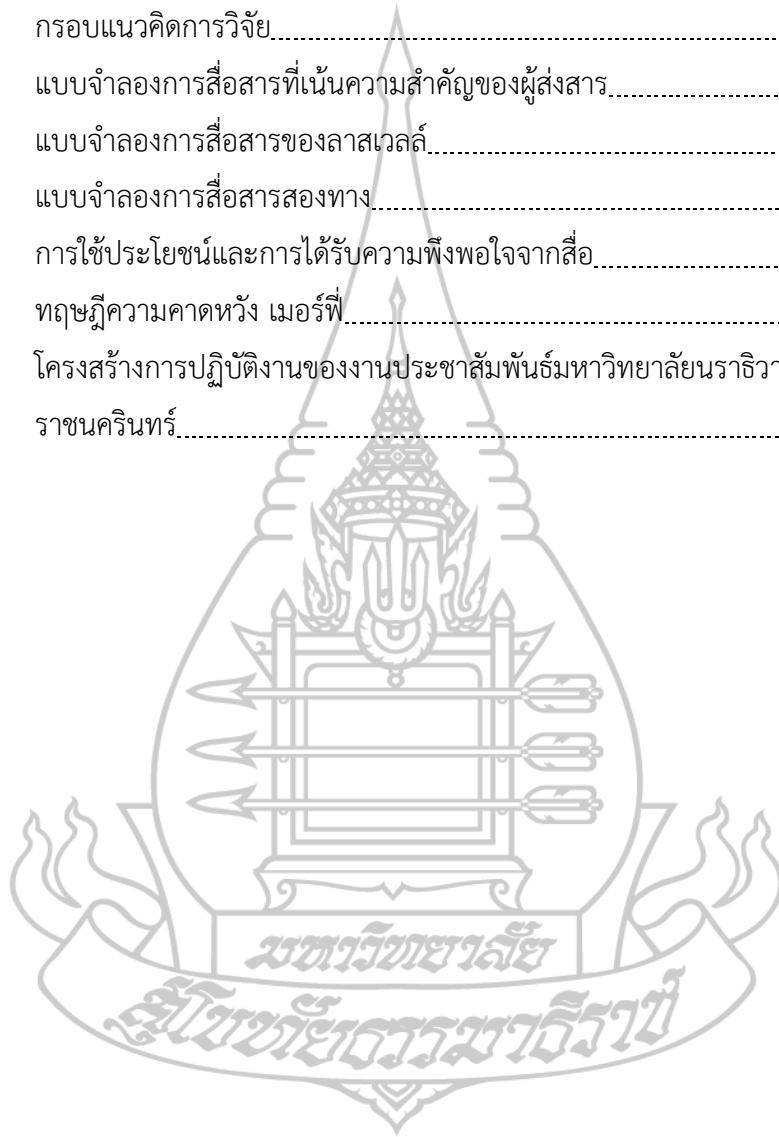 กรอบแนวคิดการวิจัย
แบบจำลองการสื่อสารที่เน้นความสำคัญของผู้ส่งสาร
แบบจำลองการสื่อสารของลาสเวลล์
แบบจำลองการสื่อสารสองทาง
การใช้ประโยชน์และการได้รับความพึงพอใจจากสื่อ
ทฤษฎีความคาดหวัง เมอร์ฟี่
โครงสร้างการปฏิบัติงานของงานประชาสัมพันธ์มหาวิทยาลัยนราธิวา
ราชนครินทร์
มหาวิทยาลัย
สุโขทัยธรรมาธิราช